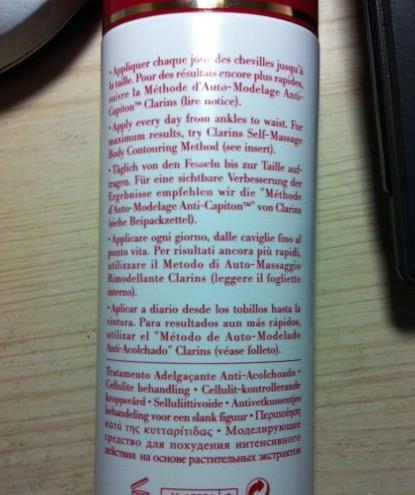 • Appliquer chaque jour des chevilles jusqu'à
la taille. Pour des résultats encore plus rapides,
suivre la Méthode d'Auto-Modelage Anti-
Capiton™ Clarins (lire notice).
• Apply every day from ankles to waist. For
maximum results, try Clarins Self-Massage
Body Contouring Method (see insert).
• Täglich von den Fesseln bis zur Taille auf-
tragen. Für eine sichtbare Verbesserung der
Ergebnisse empfehlen wir die "Méthode
d'Auto-Modelage Anti-Capiton™" von Clarins
(siehe Beipackzettel).
• Applicare ogni giorno, dalle caviglie fino al
punto vita. Per risultati ancora più rapidi,
utilizzare il Metodo di Auto-Massaggio
Rimodellante Clarins (leggere il foglietto
interno).
• Aplicar a diario desde los tobillos hasta la
cintura. Para resultados aun más rápidos,
utilizar el "Método de Auto-Modelado
Anti-Acolchado" Clarins (véase folleto).
Tratamento Adelgaçante Anti-Acolchoado •
Cellulite behandling • Cellulit-kontrollerande
kroppsvård • Selluliittivoide • Antivetkussentjes
behandeling voor een slank figuur • Περιποίηση
κατά της κυτταρίτιδας • Моделирующее
средство для похудения интенсивного
действия на основе растительных экстрактов